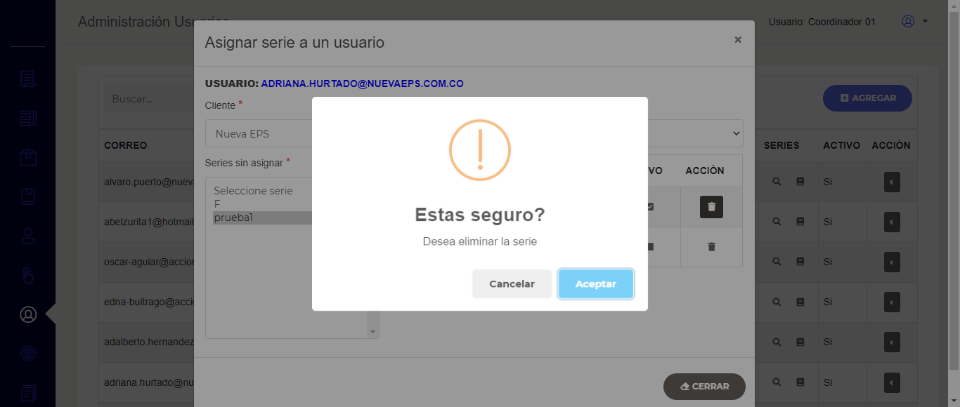 Administración Usuarios
Usuario: Coordinador 01
Asignar serie a un usuario
×
USUARIO: ADRIANA.HURTADO@NUEVAEPS.COM.CO
Cliente *
Nueva EPS
Buscar...
AGREGAR
Series sin asignar *
Seleccione serie
F
prueba1
VO
ACCIÓN
CORREO
SERIES
ACTIVO
ACCIÓN
alvaro.puerto@nueva
Si
abelzurita1@hotmail
Si
oscar-aguiar@accion
Si
edna-buitrago@accio
Si
adalberto.hernandez
Si
adriana.hurtado@nu
Si
Estas seguro?
Desea eliminar la serie
Cancelar
Aceptar
CERRAR